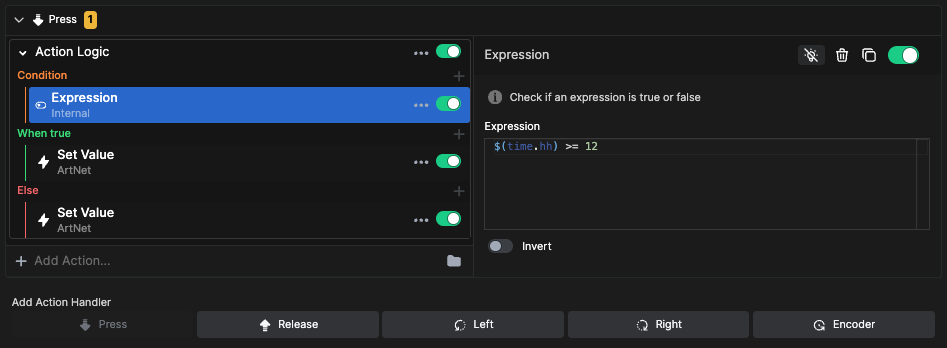 Press 1
Action Logic
Condition
Expression
Internal
When true
Set Value
ArtNet
Else
Set Value
ArtNet
Add Action...
Expression
Check if an expression is true or false
Expression
$(time.hh) >= 12
Invert
Add Action Handler
Press
Release
Left
Right
Encoder